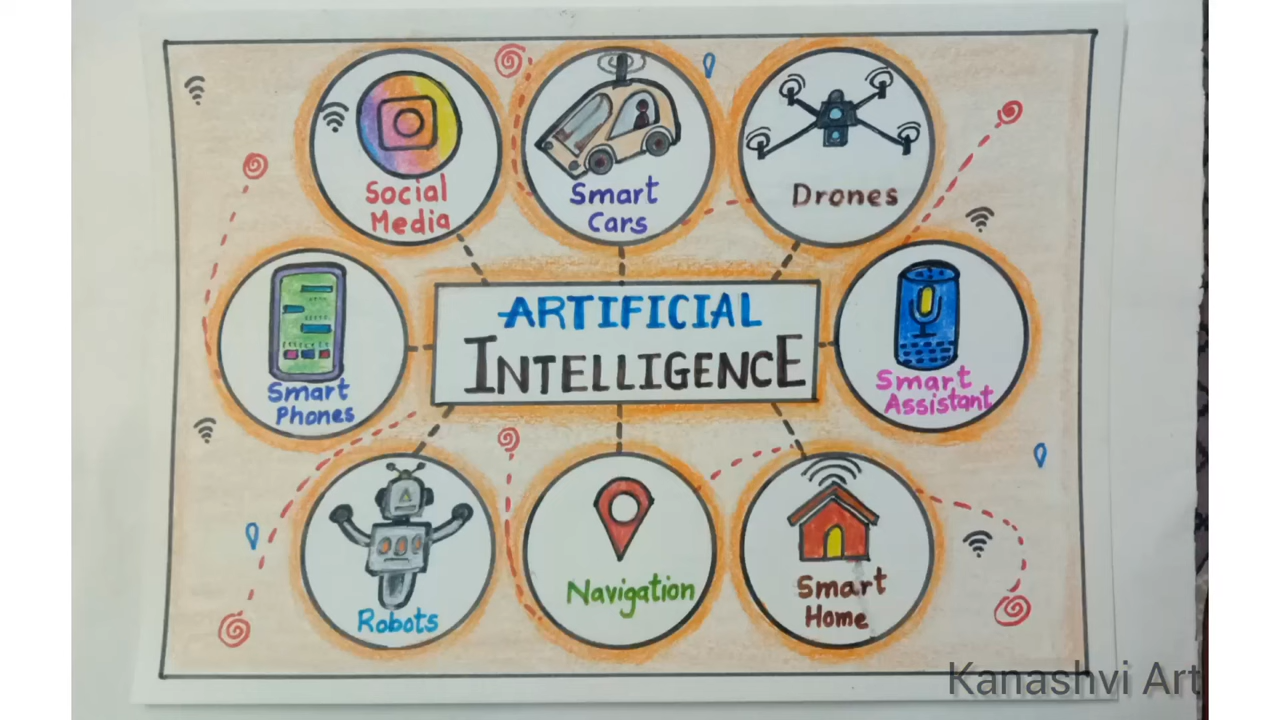 Social
Media
Smart
Cars
Drones
ARTIFICIAL
INTELLIGENCE
Smart
Phones
Smart
Assistant
Robots
Navigation
Smart
Home
Kanashvi Art